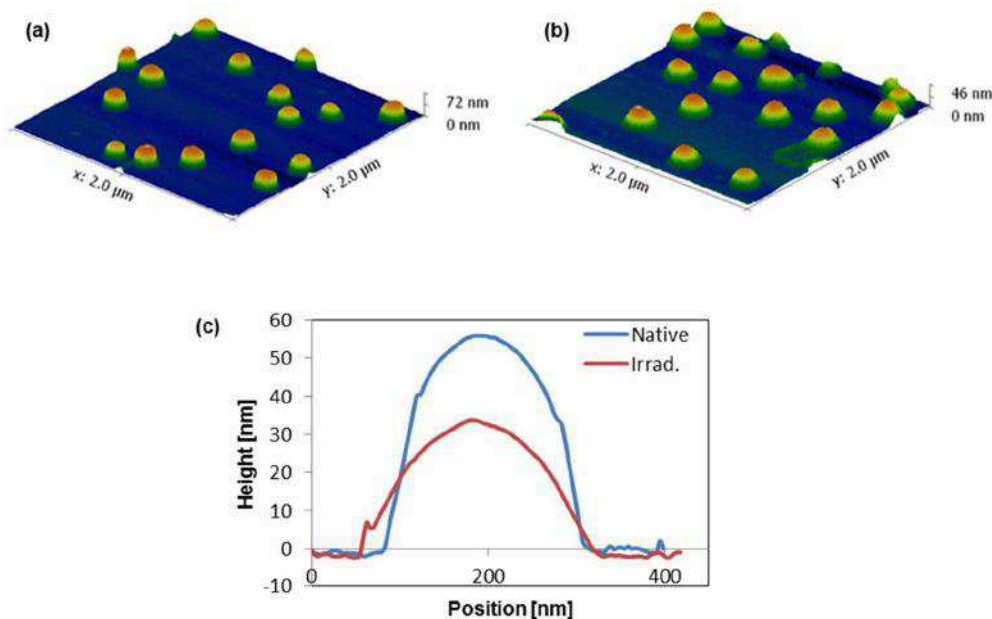 (a)
72 nm
0 nm
x: 2.0 µm
y: 2.0 µm
(b)
46 nm
0 nm
x: 2.0 µm
y: 2.0 µm
(c)
60
50
40
30
20
10
0
-10
Height [nm]
Native
Irrad.
0
200
400
Position [nm]